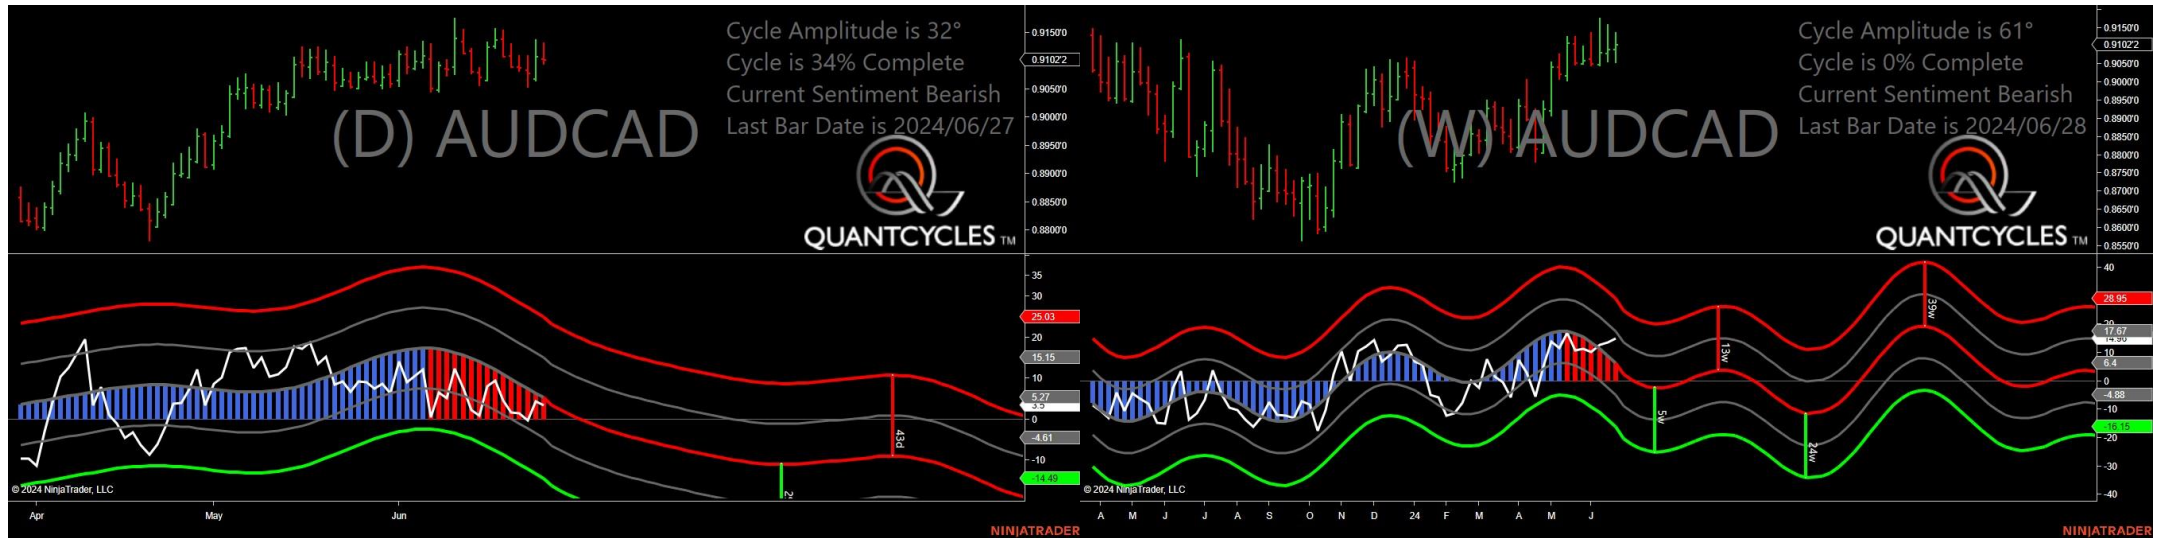 Cycle Amplitude is 32°
Cycle is 34% Complete
Current Sentiment Bearish
Last Bar Date is 2024/06/27
(D) AUDCAD
QUANTCYCLES TM
0.9150'0
0.9102'2
0.9050'0
0.9000'0
0.8950'0
0.8900'0
0.8850'0
0.8800'0
35
30
25.03
20
15.15
10
5.27
3.5
0
-4.61
-10
-14.49
43d
© 2024 NinjaTrader, LLC
Apr
May
Jun
NINJATRADER
Cycle Amplitude is 61°
Cycle is 0% Complete
Current Sentiment Bearish
Last Bar Date is 2024/06/28
(W) AUDCAD
QUANTCYCLES TM
0.9150'0
0.9102'2
0.9050'0
0.9000'0
0.8950'0
0.8900'0
0.8850'0
0.8800'0
0.8750'0
0.8700'0
0.8650'0
0.8600'0
0.8550'0
40
28.95
20
17.67
14.96
10
6.4
0
-4.88
-10
-16.15
-20
-30
-40
5w
13w
24w
39w
© 2024 NinjaTrader, LLC
A
M
J
J
A
S
O
N
D
24
F
M
A
M
J
NINJATRADER